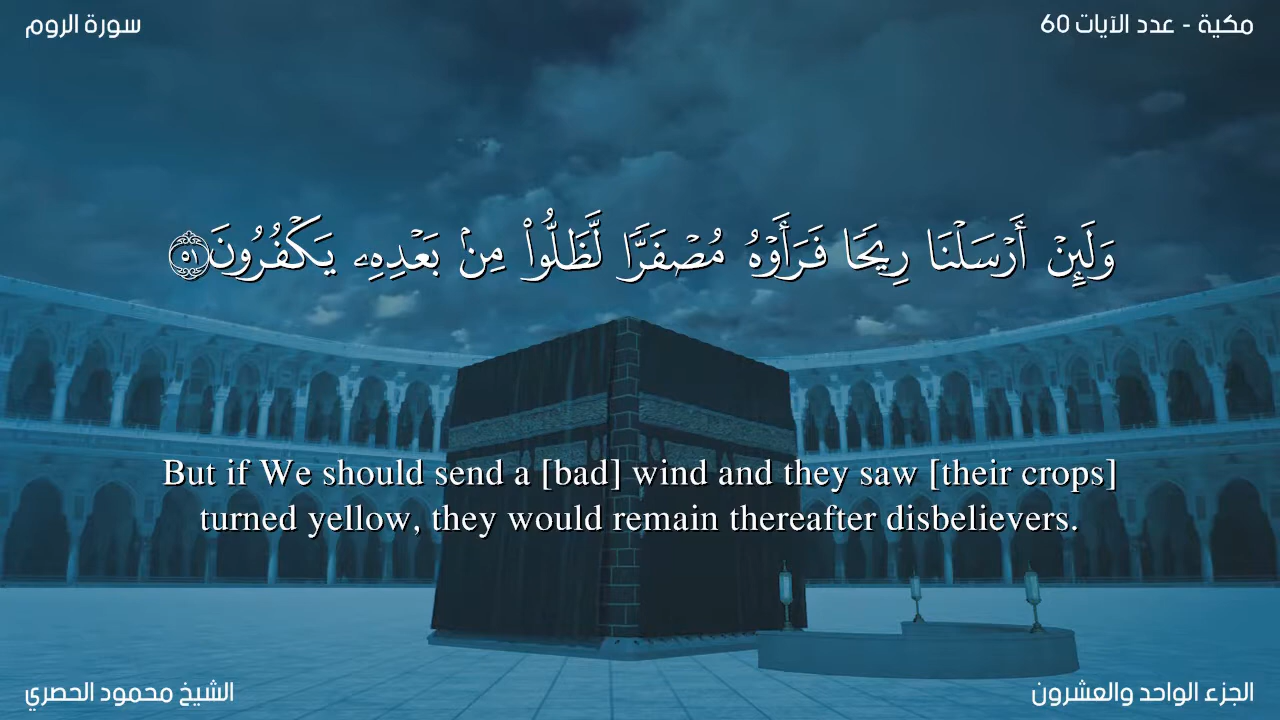 سورة الروم
مكية - عدد الآيات 60
وَلَئِنْ أَرْسَلْنَا رِيحًا فَرَأَوْهُ مُصْفَرًّا لَّظَلُّوا۟ مِنۢ بَعْدِهِۦ يَكْفُرُونَ ٥١
But if We should send a [bad] wind and they saw [their crops]
turned yellow, they would remain thereafter disbelievers.
الشيخ محمود الحصري
الجزء الواحد والعشرون